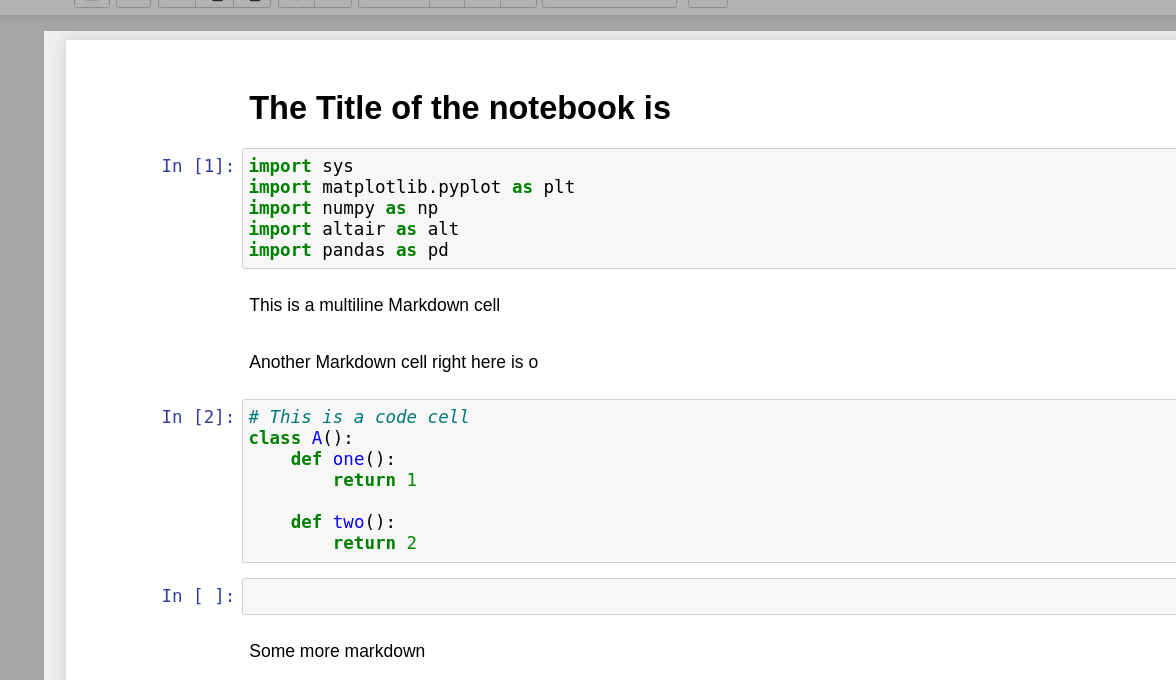 The Title of the notebook is
In [1]:
import sys
import matplotlib.pyplot as plt
import numpy as np
import altair as alt
import pandas as pd
This is a multiline Markdown cell
Another Markdown cell right here is o
In [2]:
# This is a code cell
class A():
    def one():
        return 1
    def two():
        return 2
In [ ]:
Some more markdown